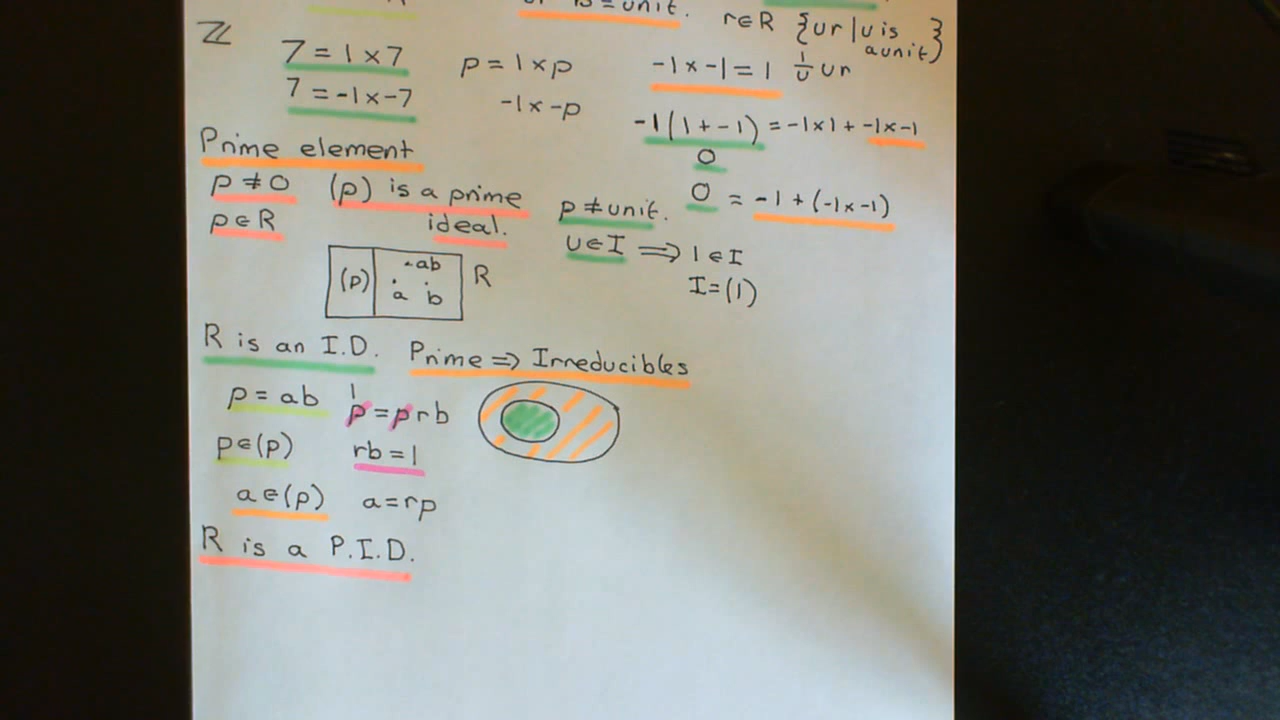 or is = unit. r∈R {ur | u is a unit}
ℤ
7 = 1 × 7
7 = -1 × -7
p = 1 × p
-1 × -p
-1 × -1 = 1 1/u ur
-1(1 + -1) = -1×1 + -1×-1
0
0 = -1 + (-1×-1)
Prime element
p ≠ 0 (p) is a prime ideal.
p ∈ R
p ≠ unit.
u ∈ I ⟹ 1 ∈ I
I = (1)
(p) ab R
a b
R is an I.D. Prime ⇒ Irreducibles
p = ab
1
p = prb
p ∈ (p) rb = 1
a ∈ (p) a = rp
R is a P.I.D.